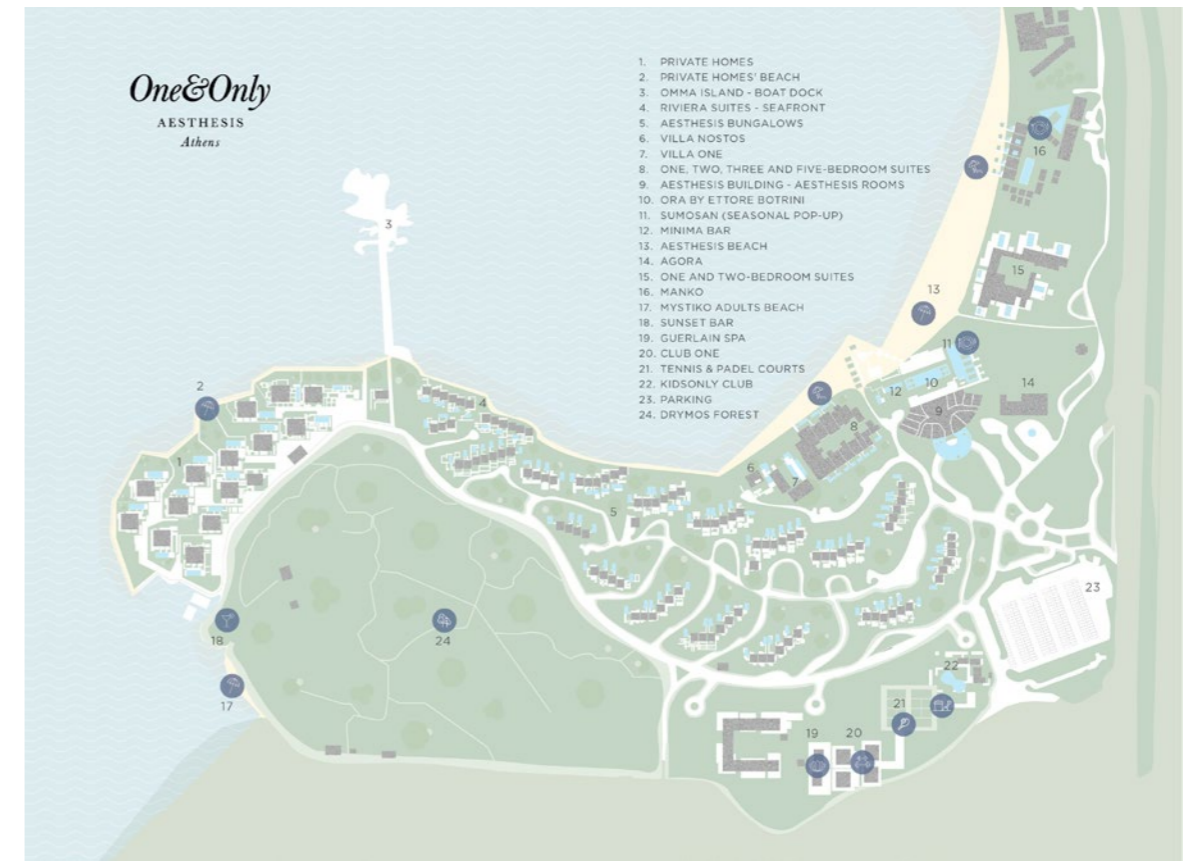 One&Only
AESTHESIS
Athens
1. PRIVATE HOMES
2. PRIVATE HOMES' BEACH
3. OMMA ISLAND - BOAT DOCK
4. RIVIERA SUITES - SEAFRONT
5. AESTHESIS BUNGALOWS
6. VILLA NOSTOS
7. VILLA ONE
8. ONE, TWO, THREE AND FIVE-BEDROOM SUITES
9. AESTHESIS BUILDING - AESTHESIS ROOMS
10. ORA BY ETTORE BOTRINI
11. SUMOSAN (SEASONAL POP-UP)
12. MINIMA BAR
13. AESTHESIS BEACH
14. AGORA
15. ONE AND TWO-BEDROOM SUITES
16. MANKO
17. MYSTIKO ADULTS BEACH
18. SUNSET BAR
19. GUERLAIN SPA
20. CLUB ONE
21. TENNIS & PADEL COURTS
22. KIDSONLY CLUB
23. PARKING
24. DRYMOS FOREST
16
3
15
13
11
2
12
10
14
9
4
8
1
6
7
5
23
18
24
22
17
21
19
20